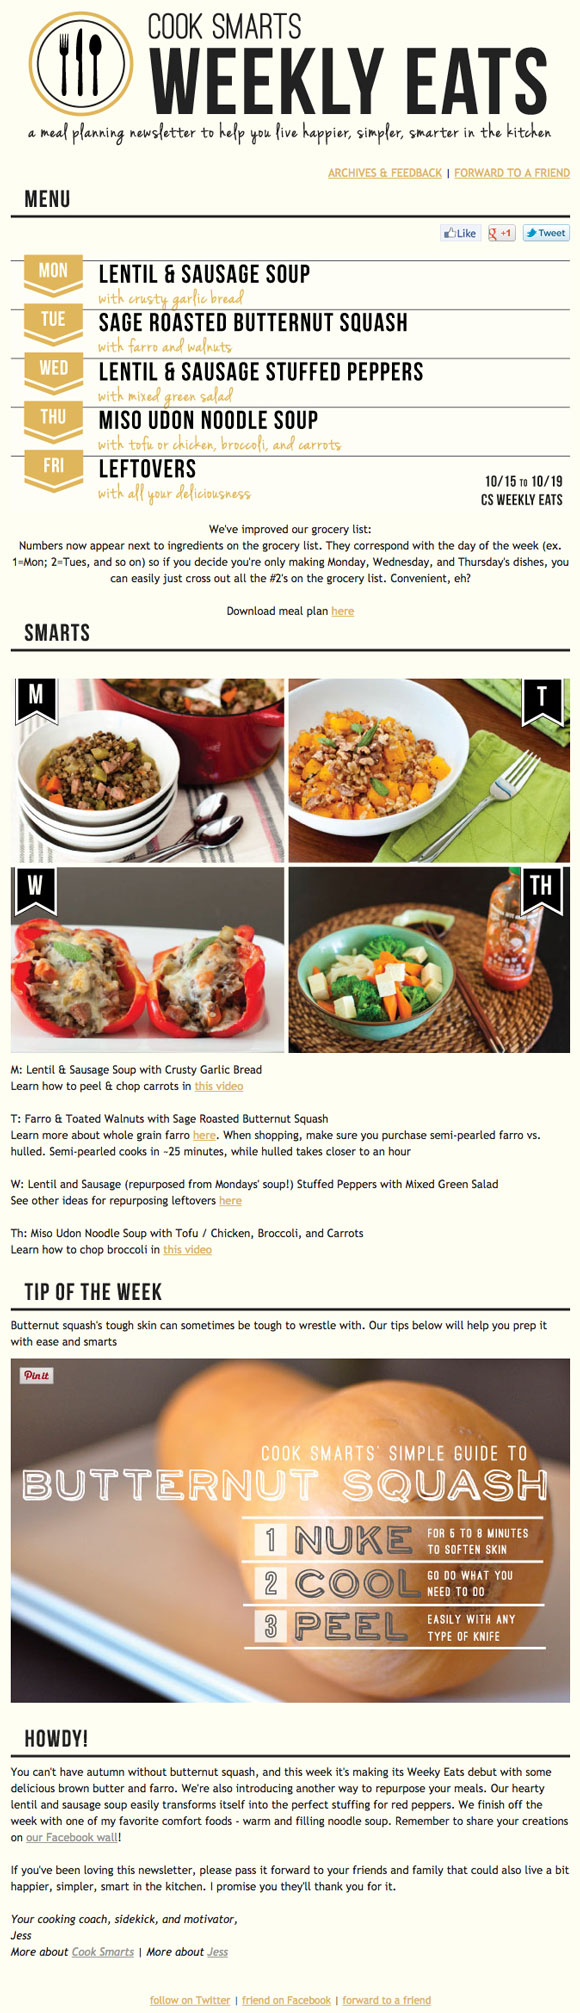 COOK SMARTS
WEEKLY EATS
a meal planning newsletter to help you live happier, simpler, smarter in the kitchen
ARCHIVES & FEEDBACK | FORWARD TO A FRIEND
MENU
Like
g +1
Tweet
MON
LENTIL & SAUSAGE SOUP
with crusty garlic bread
TUE
SAGE ROASTED BUTTERNUT SQUASH
with farro and walnuts
WED
LENTIL & SAUSAGE STUFFED PEPPERS
with mixed green salad
THU
MISO UDON NOODLE SOUP
with tofu or chicken, broccoli, and carrots
FRI
LEFTOVERS
with all your deliciousness
10/15 TO 10/19
CS WEEKLY EATS
We've improved our grocery list:
Numbers now appear next to ingredients on the grocery list. They correspond with the day of the week (ex.
1=Mon; 2=Tues, and so on) so if you decide you're only making Monday, Wednesday, and Thursday's dishes, you
can easily just cross out all the #2's on the grocery list. Convenient, eh?
Download meal plan here
SMARTS
M
T
W
TH
M: Lentil & Sausage Soup with Crusty Garlic Bread
Learn how to peel & chop carrots in this video
T: Farro & Toated Walnuts with Sage Roasted Butternut Squash
Learn more about whole grain farro here. When shopping, make sure you purchase semi-pearled farro vs.
hulled. Semi-pearled cooks in ~25 minutes, while hulled takes closer to an hour
W: Lentil and Sausage (repurposed from Mondays' soup!) Stuffed Peppers with Mixed Green Salad
See other ideas for repurposing leftovers here
Th: Miso Udon Noodle Soup with Tofu / Chicken, Broccoli, and Carrots
Learn how to chop broccoli in this video
TIP OF THE WEEK
Butternut squash's tough skin can sometimes be tough to wrestle with. Our tips below will help you prep it
with ease and smarts
Pin it
COOK SMARTS' SIMPLE GUIDE TO
BUTTERNUT SQUASH
1 NUKE FOR 6 TO 8 MINUTES
TO SOFTEN SKIN
2 COOL GO DO WHAT YOU
NEED TO DO
3 PEEL EASILY WITH ANY
TYPE OF KNIFE
HOWDY!
You can't have autumn without butternut squash, and this week it's making its Weeky Eats debut with some
delicious brown butter and farro. We're also introducing another way to repurpose your meals. Our hearty
lentil and sausage soup easily transforms itself into the perfect stuffing for red peppers. We finish off the
week with one of my favorite comfort foods - warm and filling noodle soup. Remember to share your creations
on our Facebook wall!
If you've been loving this newsletter, please pass it forward to your friends and family that could also live a bit
happier, simpler, smart in the kitchen. I promise you they'll thank you for it.
Your cooking coach, sidekick, and motivator,
Jess
More about Cook Smarts | More about Jess
follow on Twitter | friend on Facebook | forward to a friend